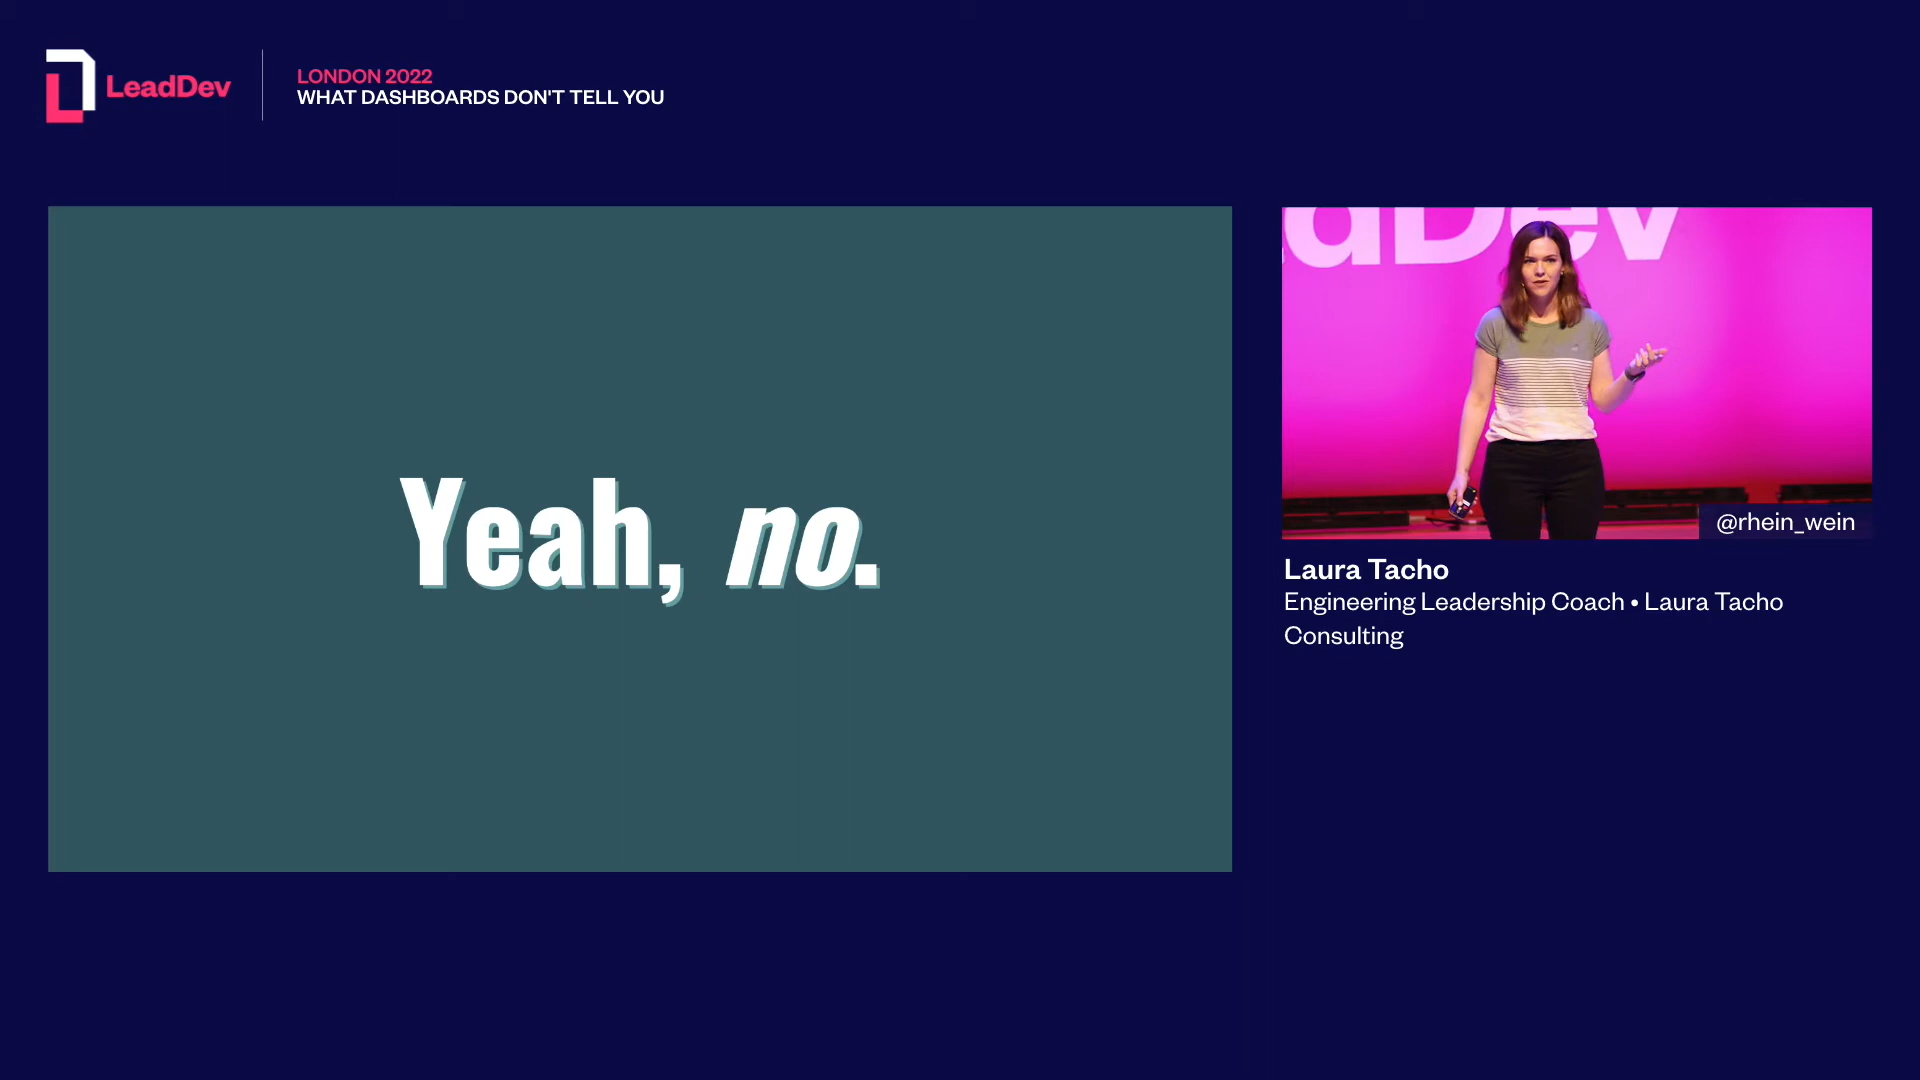 LeadDev
LONDON 2022
WHAT DASHBOARDS DON'T TELL YOU
Yeah, no.
dDev
@rhein_wein
Laura Tacho
Engineering Leadership Coach • Laura Tacho
Consulting